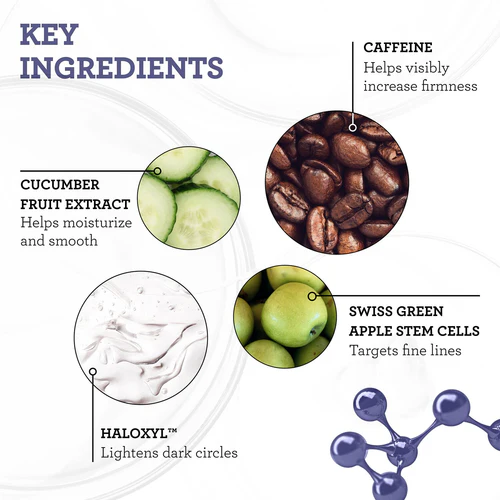 KEY
INGREDIENTS
CAFFEINE
Helps visibly
increase firmness
CUCUMBER
FRUIT EXTRACT
Helps moisturize
and smooth
SWISS GREEN
APPLE STEM CELLS
Targets fine lines
HALOXYL™
Lightens dark circles